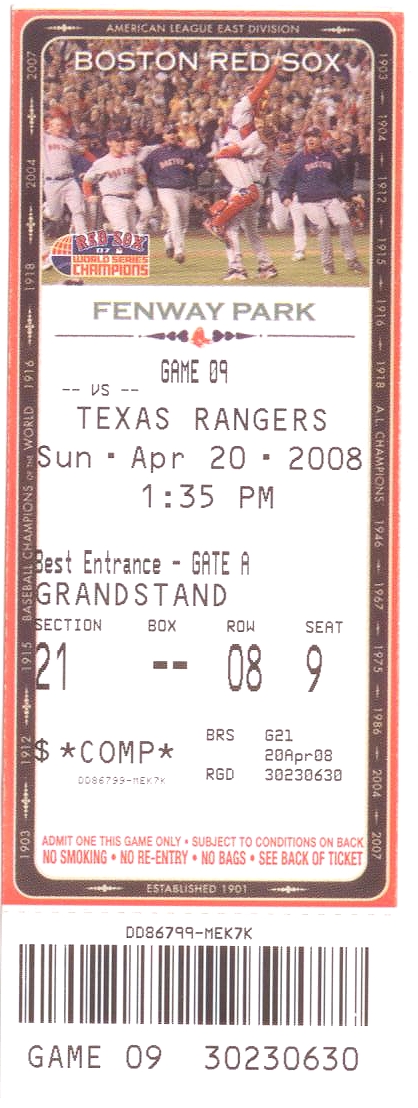 AMERICAN LEAGUE EAST DIVISION
BOSTON RED SOX
RED SOX
07
WORLD SERIES
CHAMPIONS
FENWAY PARK
GAME 09
-- VS --
TEXAS RANGERS
Sun • Apr 20 • 2008
1:35 PM
Best Entrance - GATE A
GRANDSTAND
SECTION BOX ROW SEAT
21 -- 08 9
BRS G21
$ *COMP* 20Apr08
DD86799-MEK7K RGD 30230630
ADMIT ONE THIS GAME ONLY • SUBJECT TO CONDITIONS ON BACK
NO SMOKING • NO RE-ENTRY • NO BAGS • SEE BACK OF TICKET
ESTABLISHED 1901
1903 1912 1915 BASEBALL CHAMPIONS OF THE WORLD 1916 1918 2004 2007
1903 1904 1912 1915 1916 1918 A.L. CHAMPIONS 1946 1967 1975 1986 2004 2007
DD86799-MEK7K
GAME 09 30230630